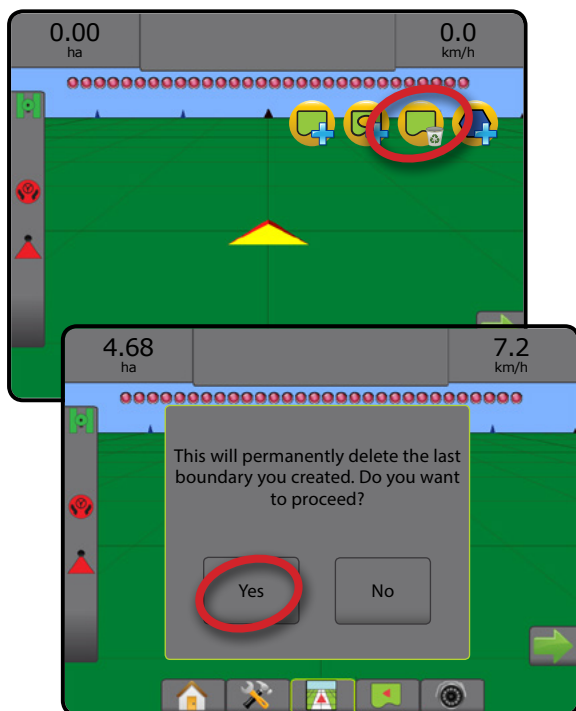 0.00
ha
0.0
km/h
4.68
ha
7.2
km/h
This will permanently delete the last
boundary you created. Do you want
to proceed?
Yes
No